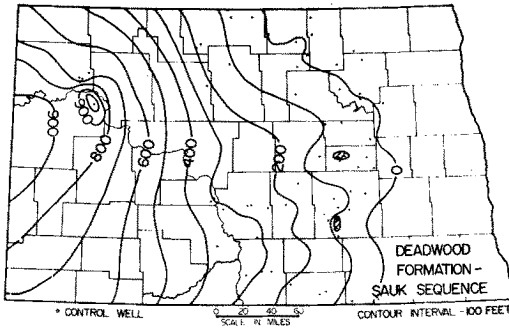 900
800
600
400
200
0
DEADWOOD
FORMATION -
SAUK SEQUENCE
° CONTROL WELL
0 20 40 60
SCALE IN MILES
CONTOUR INTERVAL - 100 FEET